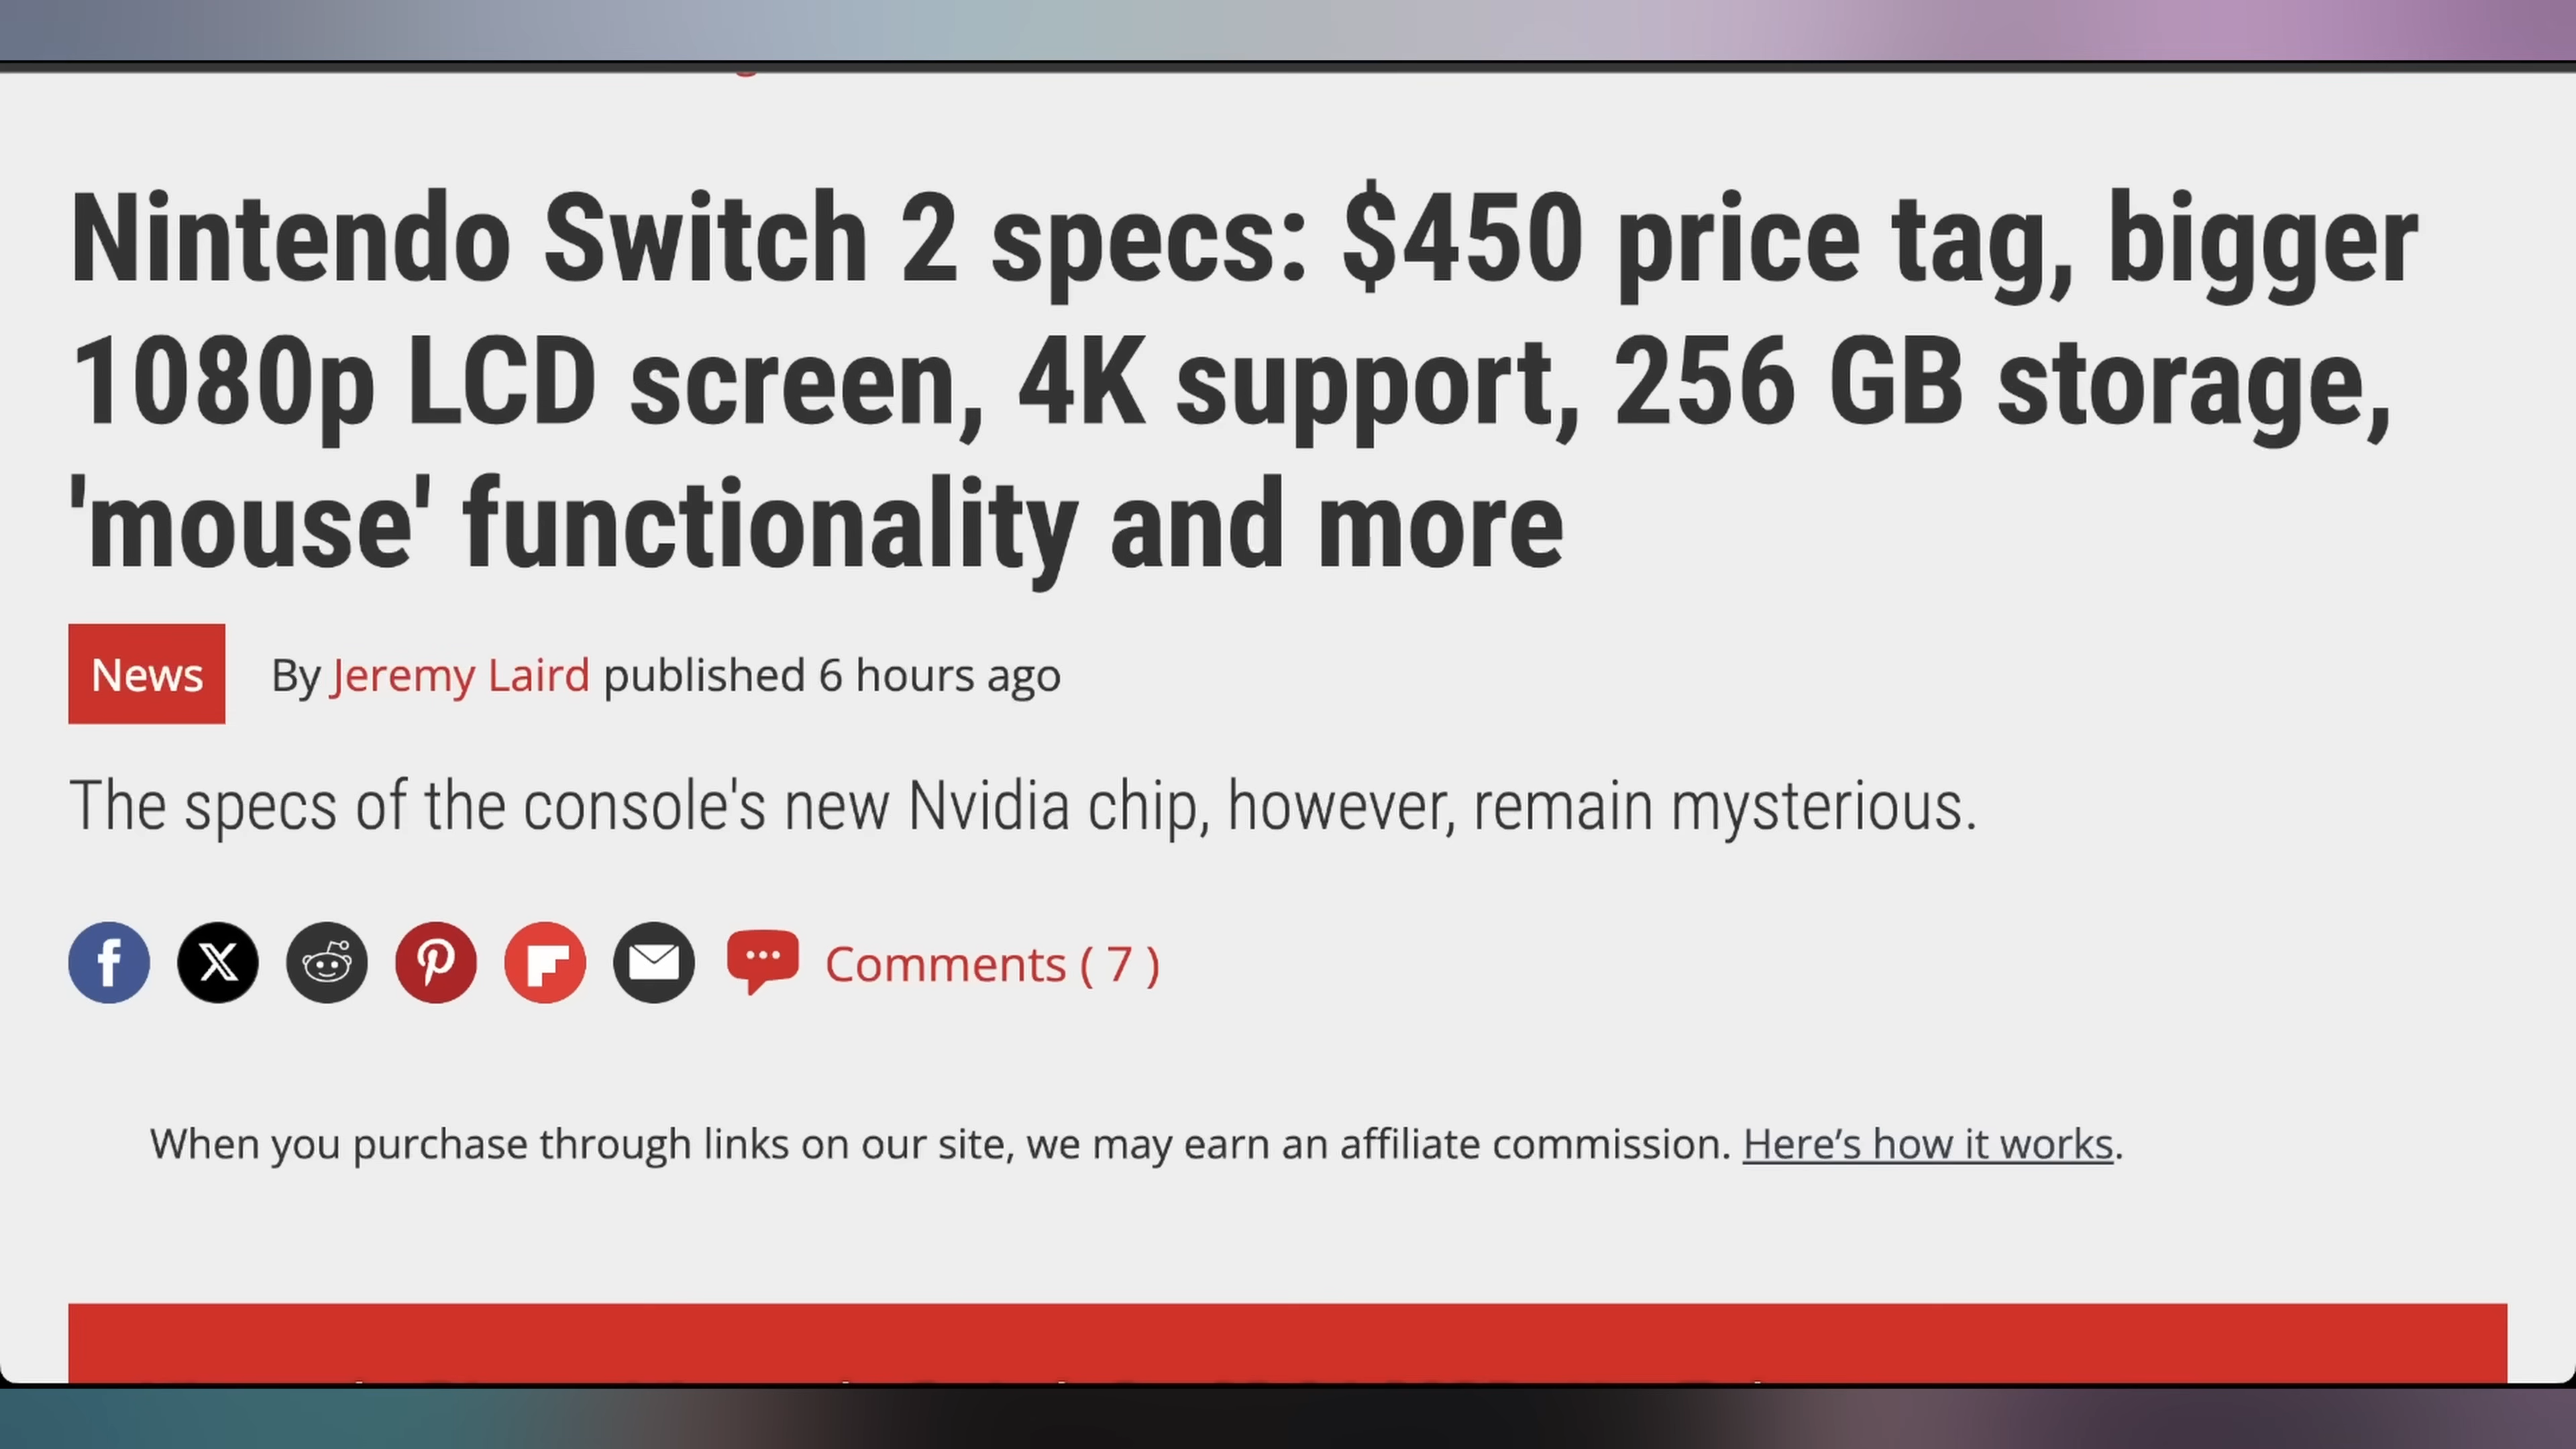 Nintendo Switch 2 specs: $450 price tag, bigger
1080p LCD screen, 4K support, 256 GB storage,
'mouse' functionality and more
News
By Jeremy Laird published 6 hours ago
The specs of the console's new Nvidia chip, however, remain mysterious.
Comments ( 7 )
When you purchase through links on our site, we may earn an affiliate commission. Here’s how it works.